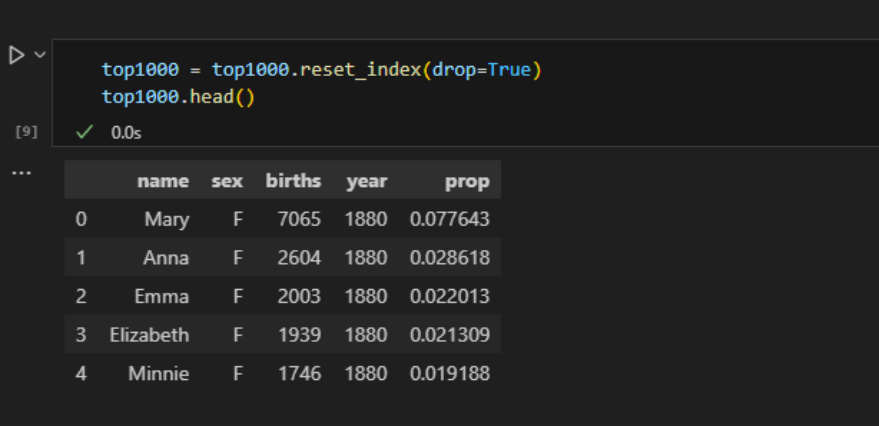 top1000 = top1000.reset_index(drop=True)
top1000.head()
[9] 0.0s
...
name sex births year prop
0 Mary F 7065 1880 0.077643
1 Anna F 2604 1880 0.028618
2 Emma F 2003 1880 0.022013
3 Elizabeth F 1939 1880 0.021309
4 Minnie F 1746 1880 0.019188